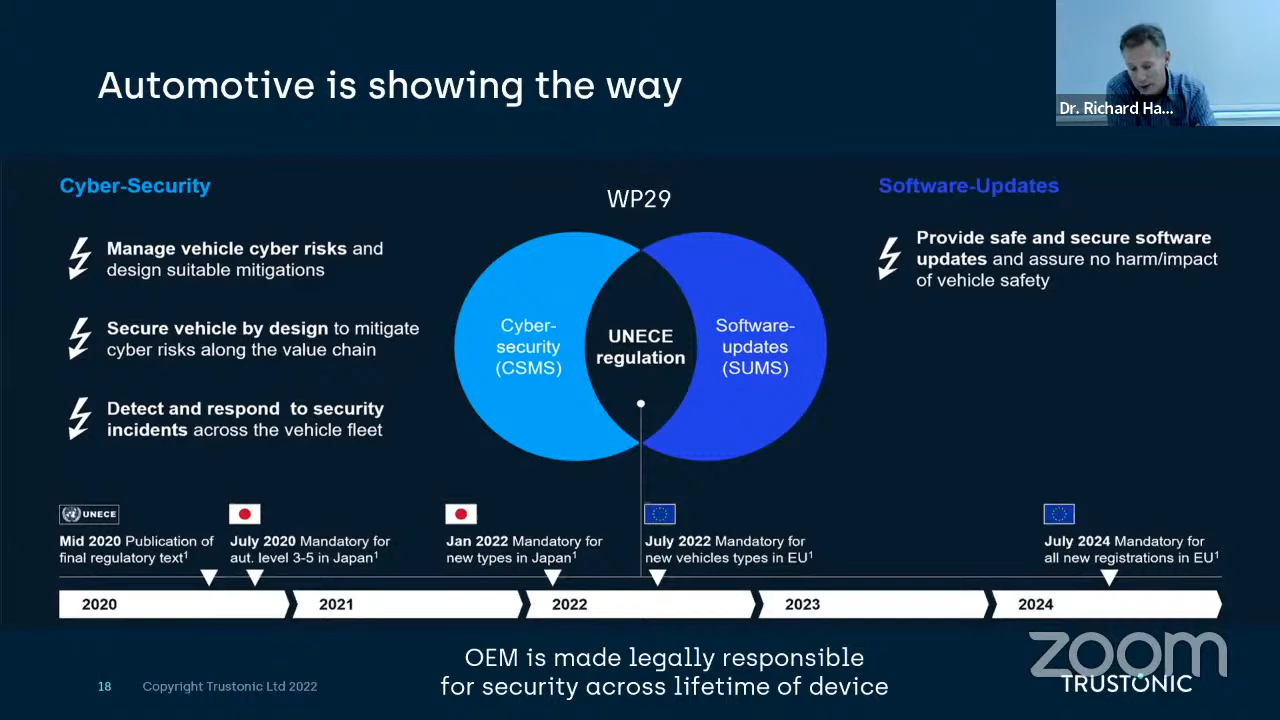 Automotive is showing the way
Dr. Richard Ha...
Cyber-Security
Manage vehicle cyber risks and
design suitable mitigations
Secure vehicle by design to mitigate
cyber risks along the value chain
Detect and respond to security
incidents across the vehicle fleet
WP29
Cyber-
security
(CSMS)
UNECE
regulation
Software-
updates
(SUMS)
Software-Updates
Provide safe and secure software
updates and assure no harm/impact
of vehicle safety
UNECE
Mid 2020 Publication of
final regulatory text¹
July 2020 Mandatory for
aut. level 3-5 in Japan¹
Jan 2022 Mandatory for
new types in Japan¹
July 2022 Mandatory for
new vehicles types in EU¹
July 2024 Mandatory for
all new registrations in EU¹
2020
2021
2022
2023
2024
OEM is made legally responsible
for security across lifetime of device
18
Copyright Trustonic Ltd 2022
zoom
TRUSTONIC